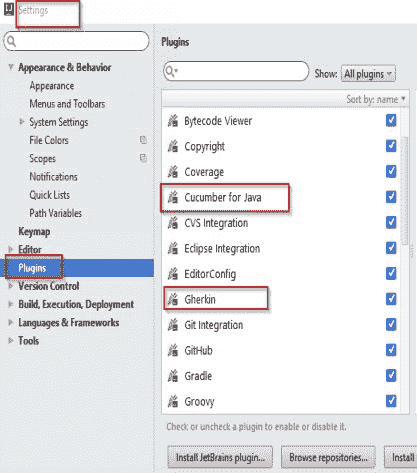 Settings
Appearance & Behavior
Appearance
Menus and Toolbars
System Settings
File Colors
Scopes
Notifications
Quick Lists
Path Variables
Keymap
Editor
Plugins
Version Control
Build, Execution, Deployment
Languages & Frameworks
Tools
Plugins
Show: All plugins
Sort by: name
Bytecode Viewer
Copyright
Coverage
Cucumber for Java
CVS Integration
Eclipse Integration
EditorConfig
Gherkin
Git Integration
GitHub
Gradle
Groovy
Check or uncheck a plugin to enable or disable it.
Install JetBrains plugin... Browse repositories... Install